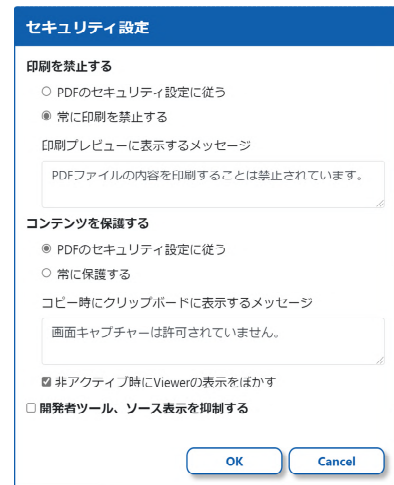 セキュリティ設定
印刷を禁止する
PDFのセキュリティ設定に従う
常に印刷を禁止する
印刷プレビューに表示するメッセージ
PDFファイルの内容を印刷することは禁止されています。
コンテンツを保護する
PDFのセキュリティ設定に従う
常に保護する
コピー時にクリップボードに表示するメッセージ
画面キャプチャーは許可されていません。
非アクティブ時にViewerの表示をぼかす
開発者ツール、ソース表示を抑制する
OK Cancel